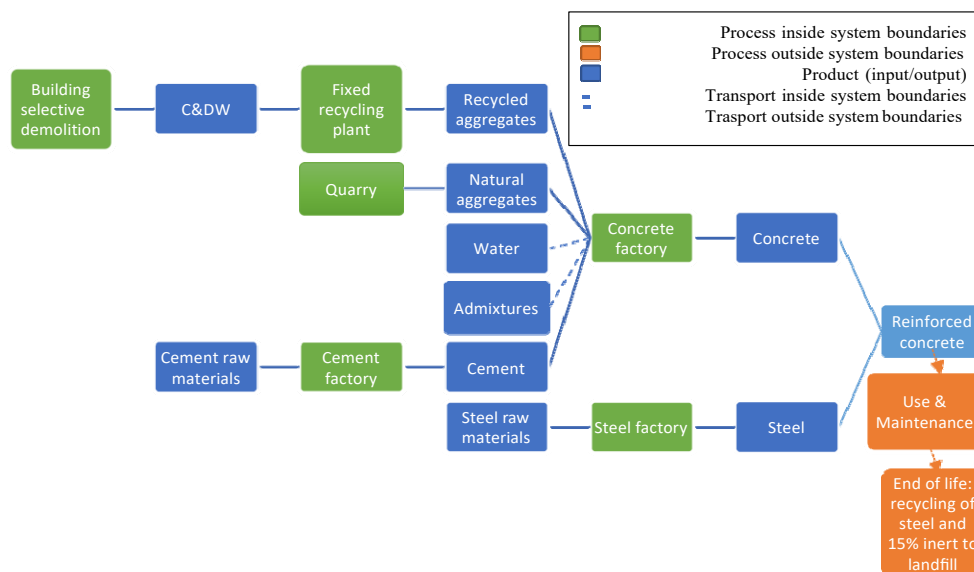 Process inside system boundaries
Process outside system boundaries
Product (input/output)
Transport inside system boundaries
Trasport outside system boundaries
Building
selective
demolition
C&DW
Fixed
recycling
plant
Recycled
aggregates
Quarry
Natural
aggregates
Water
Concrete
factory
Concrete
Admixtures
Reinforced
concrete
Cement raw
materials
Cement
factory
Cement
Use &
Maintenance
Steel raw
materials
Steel factory
Steel
End of life:
recycling of
steel and
15% inert to
landfill